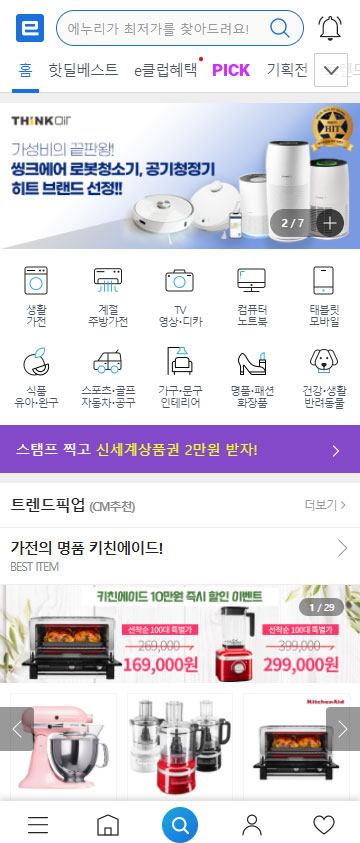 e
에누리가 최저가를 찾아드려요!
홈 핫딜베스트 e클럽혜택 PICK 기획전
THINK air
가성비의 끝판왕!
씽크에어 로봇청소기, 공기청정기
히트 브랜드 선정!!
HIT
2 / 7
생활
가전
계절
주방가전
TV
영상·디카
컴퓨터
노트북
태블릿
모바일
식품
유아·완구
스포츠·골프
자동차·공구
가구·문구
인테리어
명품·패션
화장품
건강·생활
반려동물
스탬프 찍고 신세계상품권 2만원 받자!
트렌드픽업 (CM추천) 더보기
가전의 명품 키친에이드!
BEST ITEM
키친에이드 10만원 즉시 할인 이벤트
1 / 29
선착순 100대 특별가
269,000
169,000원
선착순 100대 특별가
399,000
299,000원
KitchenAid